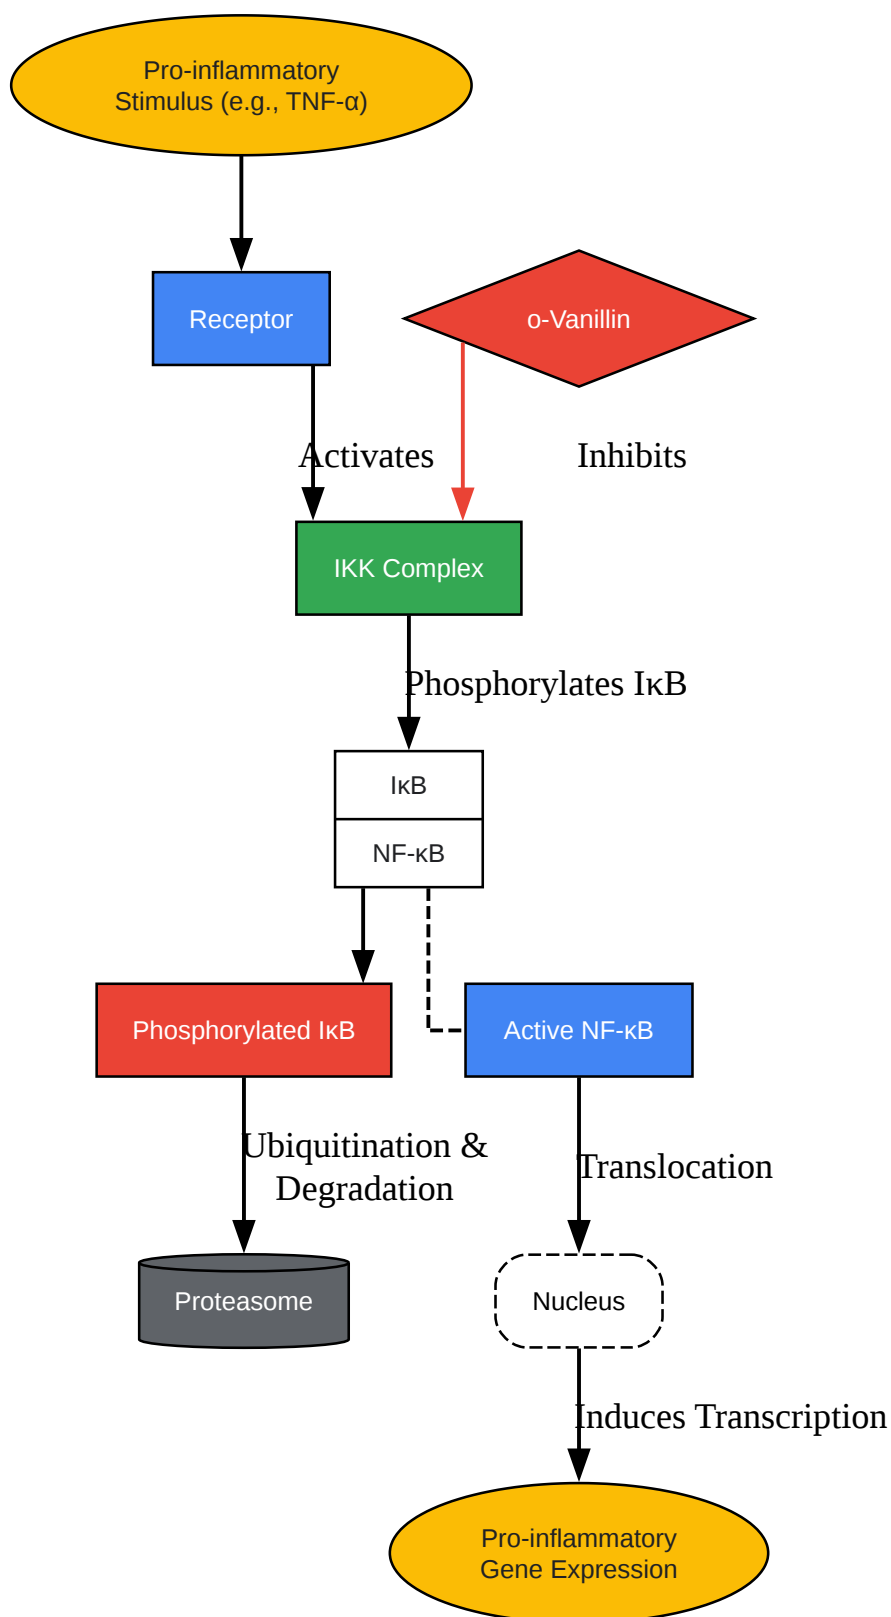 Pro-inflammatory
Stimulus (e.g., TNF-α)
Receptor
o-Vanillin
Activates
Inhibits
IKK Complex
Phosphorylates IκB
IκB
NF-κB
Phosphorylated IκB
Active NF-κB
Ubiquitination &
Degradation
Translocation
Proteasome
Nucleus
Induces Transcription
Pro-inflammatory
Gene Expression